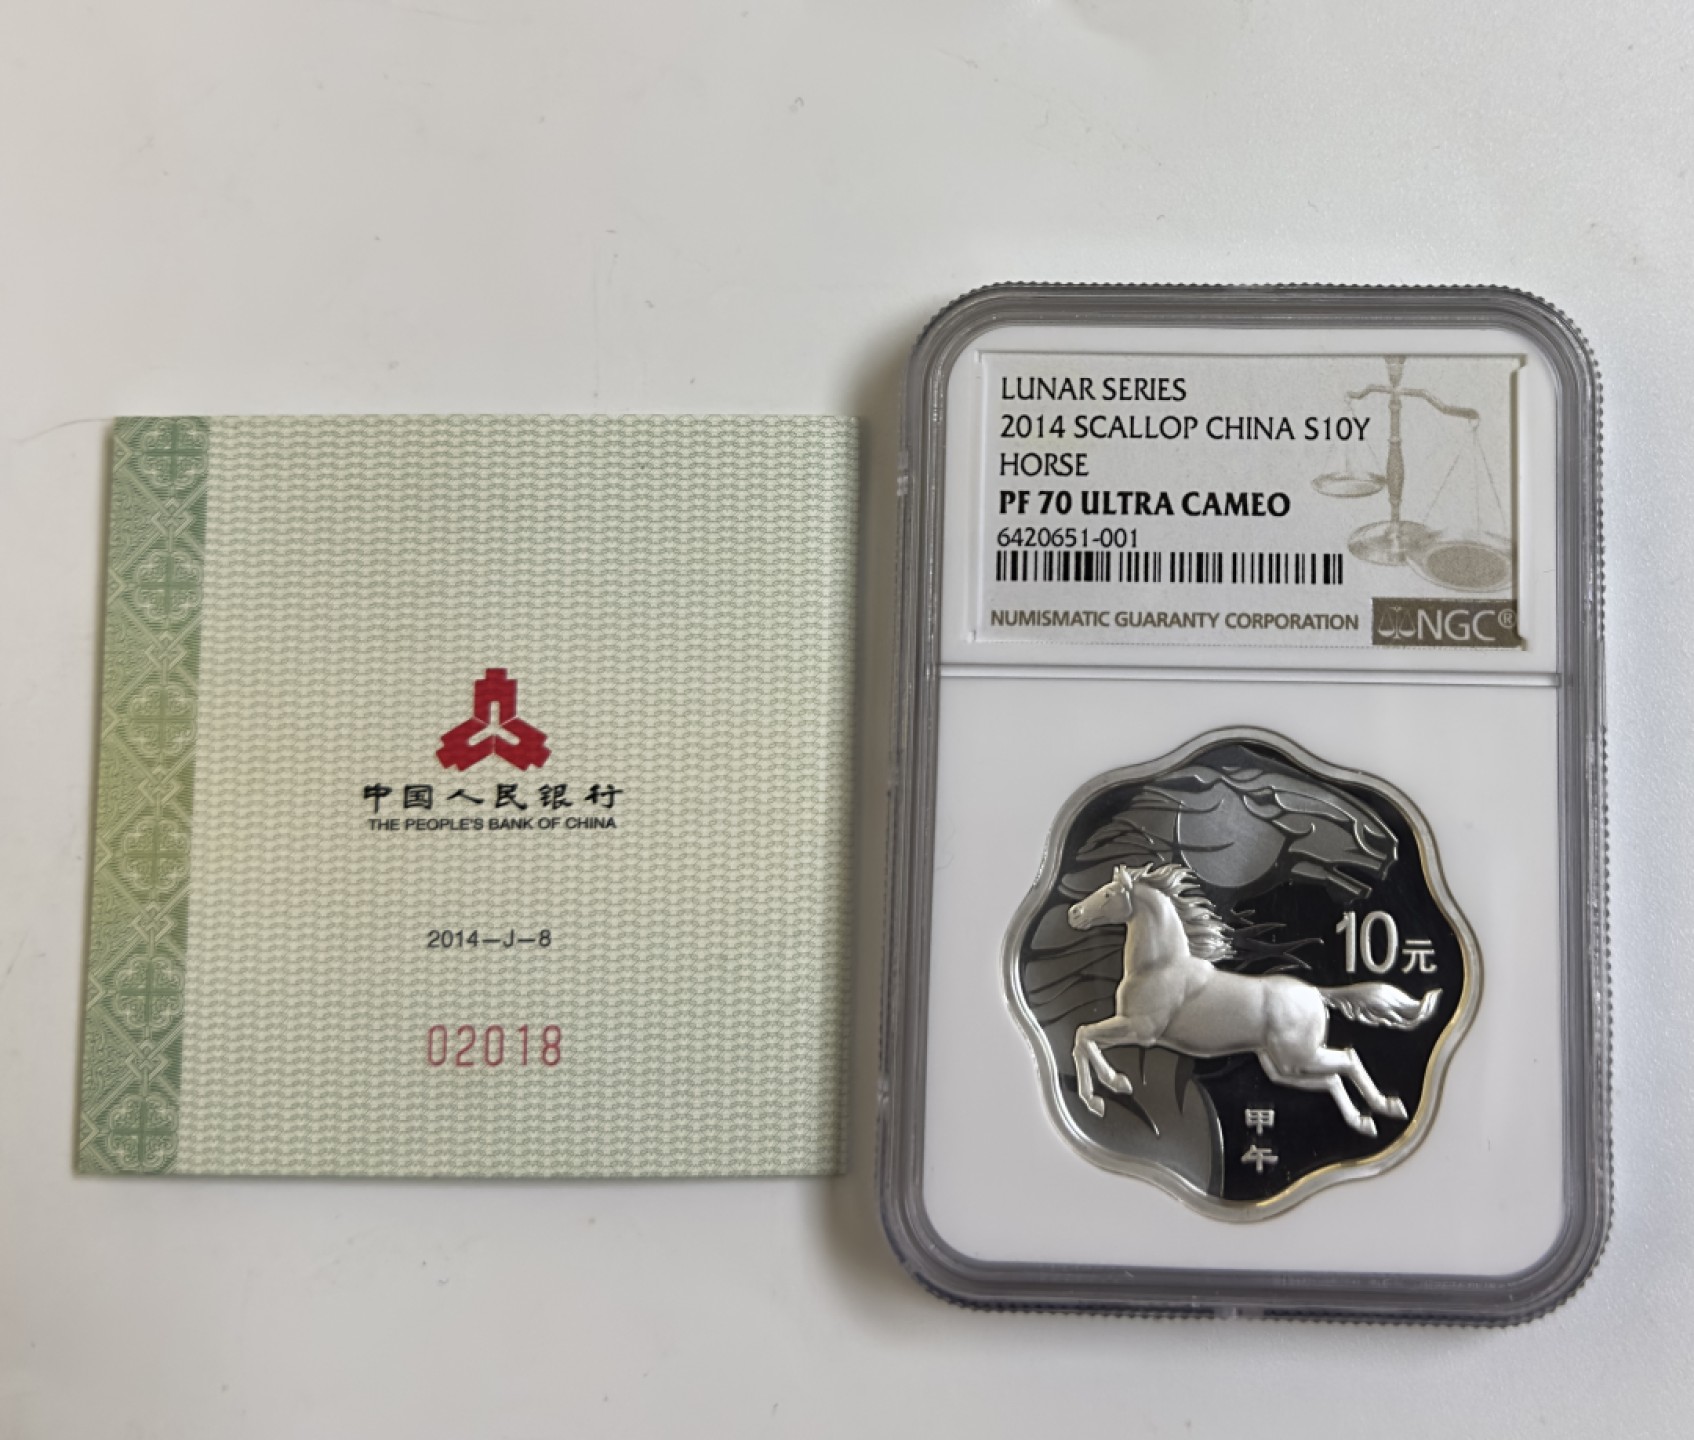 中国人民银行
THE PEOPLE'S BANK OF CHINA
2014—J—8
02018
LUNAR SERIES
2014 SCALLOP CHINA S10Y
HORSE
PF 70 ULTRA CAMEO
6420651-001
NUMISMATIC GUARANTY CORPORATION
NGC®
10元
甲
午